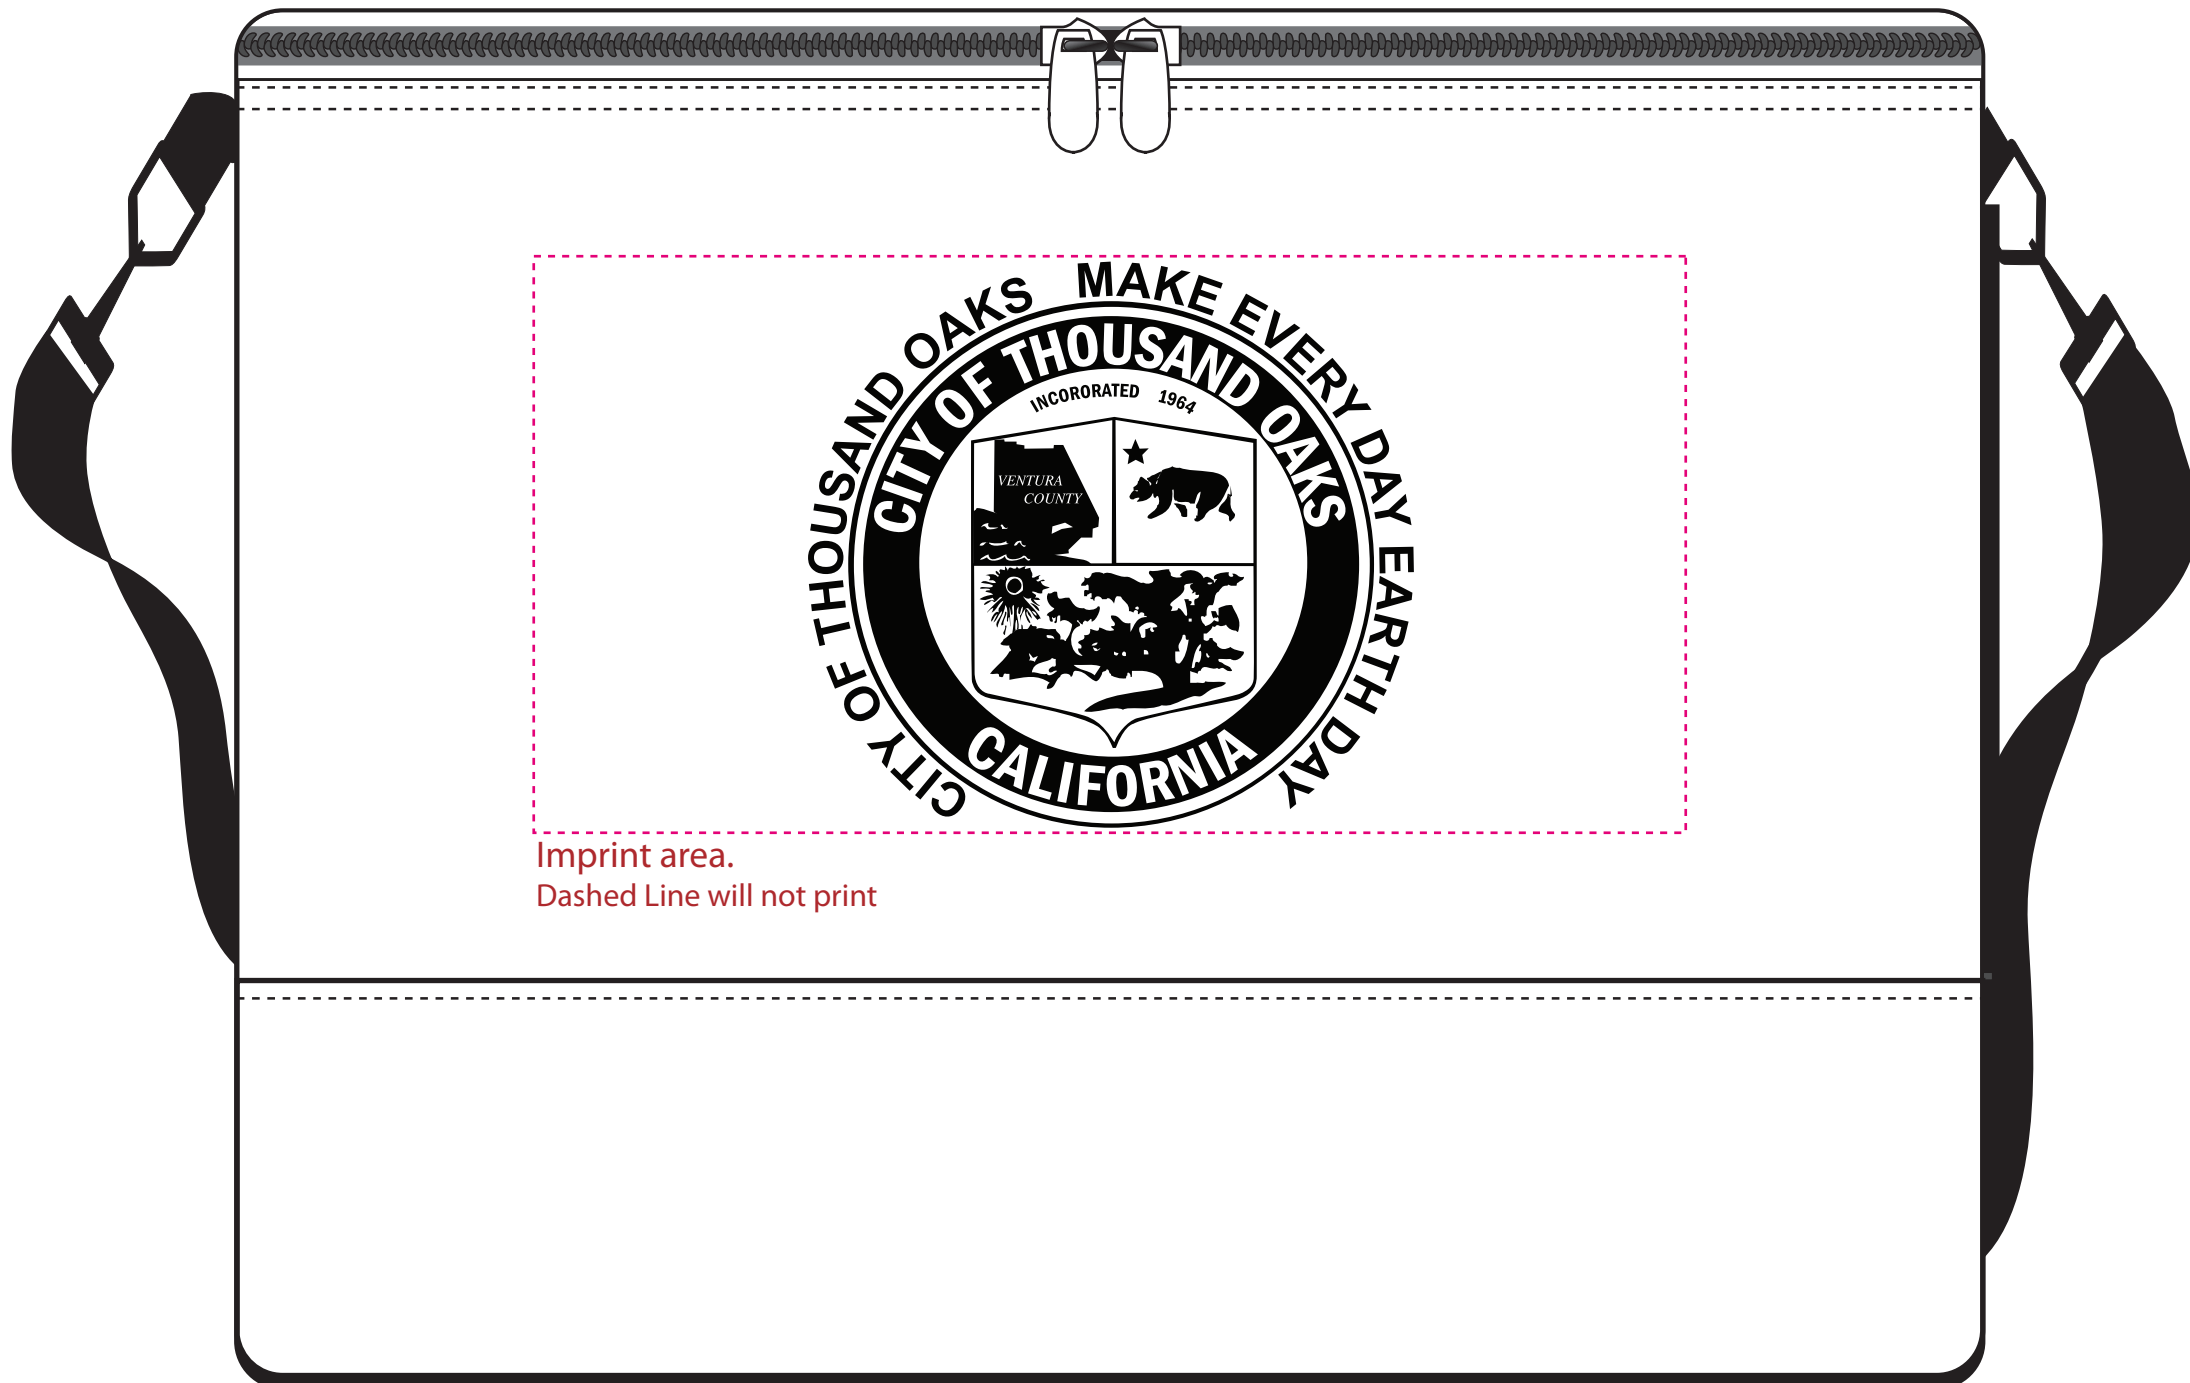 CITY OF THOUSAND OAKS MAKE EVERY DAY EARTH DAY
CITY OF THOUSAND OAKS
INCORORATED 1964
VENTURA
COUNTY
CALIFORNIA
Imprint area.
Dashed Line will not print